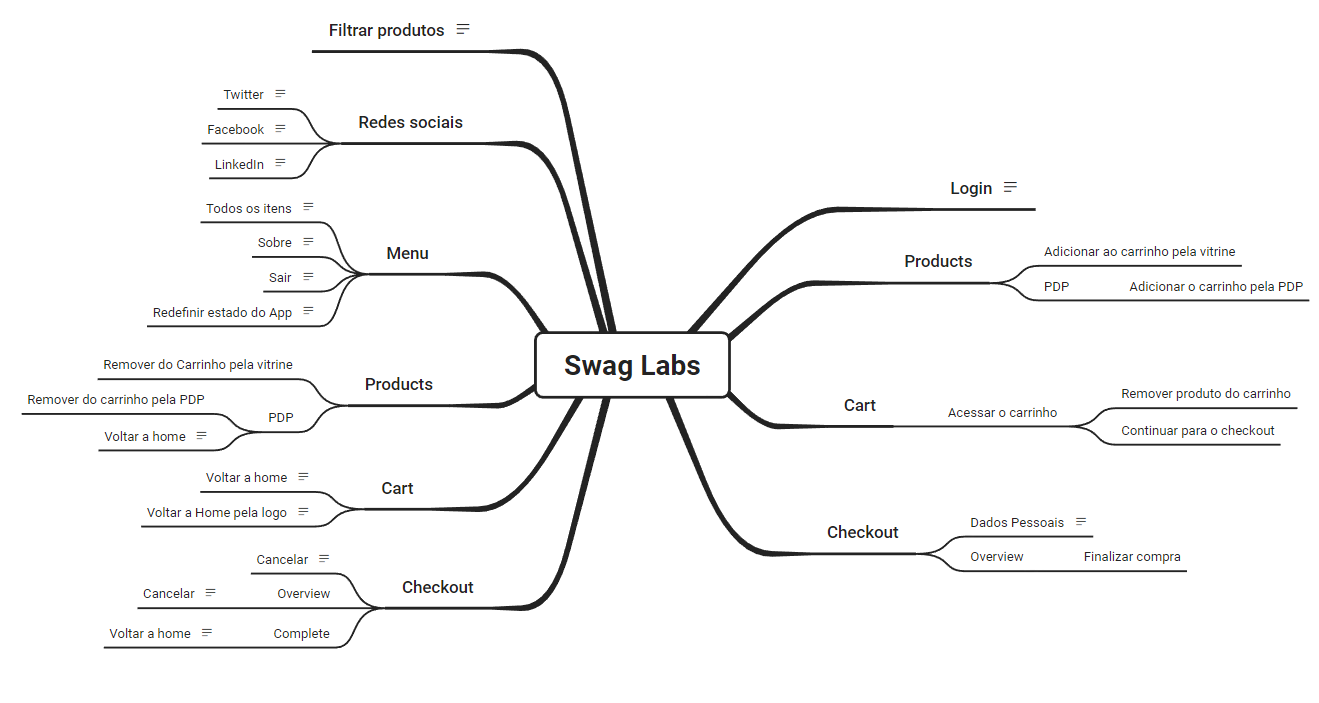 Filtrar produtos
Redes sociais
Twitter
Facebook
LinkedIn
Menu
Todos os itens
Sobre
Sair
Redefinir estado do App
Products
Remover do Carrinho pela vitrine
PDP
Remover do carrinho pela PDP
Voltar a home
Cart
Voltar a home
Voltar a Home pela logo
Checkout
Cancelar
Overview
Cancelar
Complete
Voltar a home
Swag Labs
Login
Products
Adicionar ao carrinho pela vitrine
PDP
Adicionar o carrinho pela PDP
Cart
Acessar o carrinho
Remover produto do carrinho
Continuar para o checkout
Checkout
Dados Pessoais
Overview
Finalizar compra